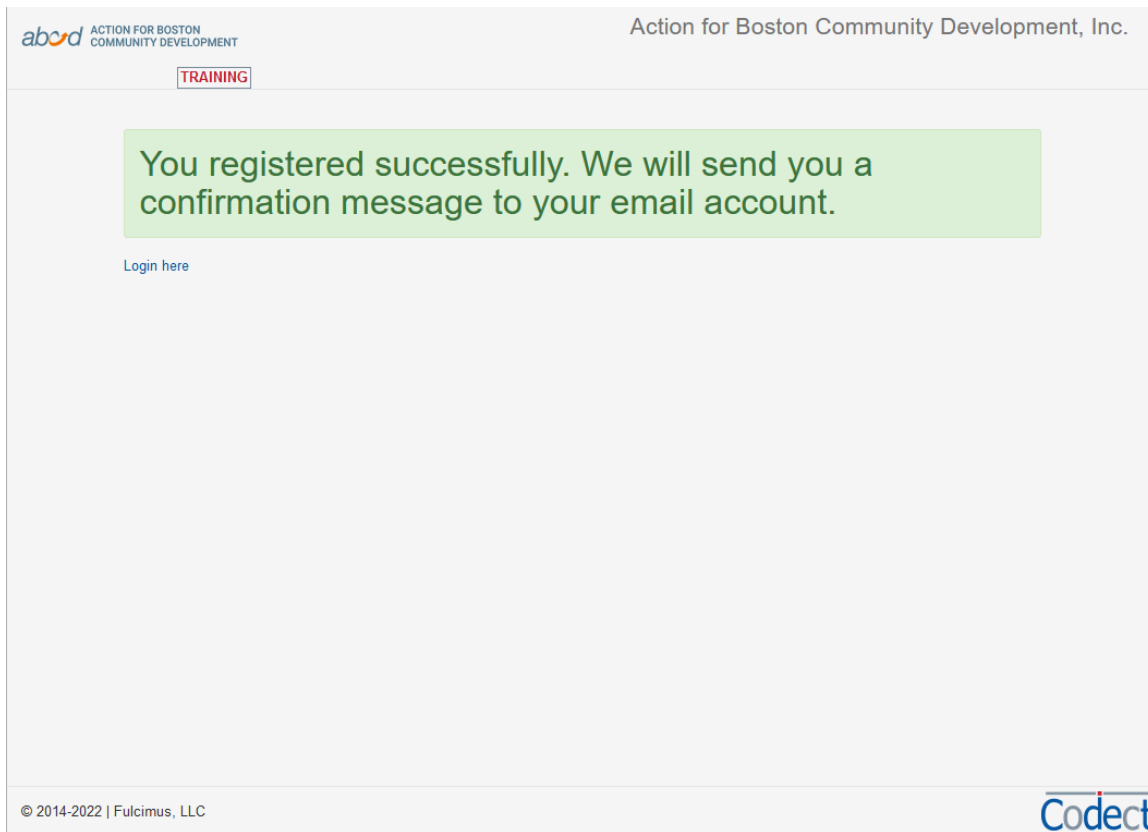 abcd ACTION FOR BOSTON
COMMUNITY DEVELOPMENT
Action for Boston Community Development, Inc.
TRAINING
You registered successfully. We will send you a
confirmation message to your email account.
Login here
© 2014-2022 | Fulcimus, LLC
Codect